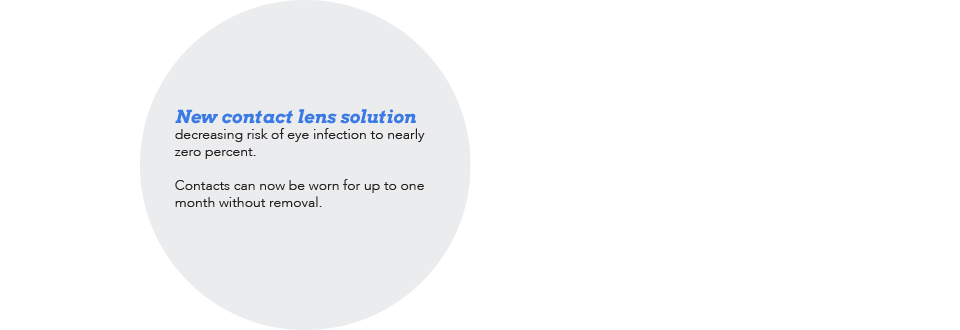 New contact lens solution
decreasing risk of eye infection to nearly
zero percent.
Contacts can now be worn for up to one
month without removal.